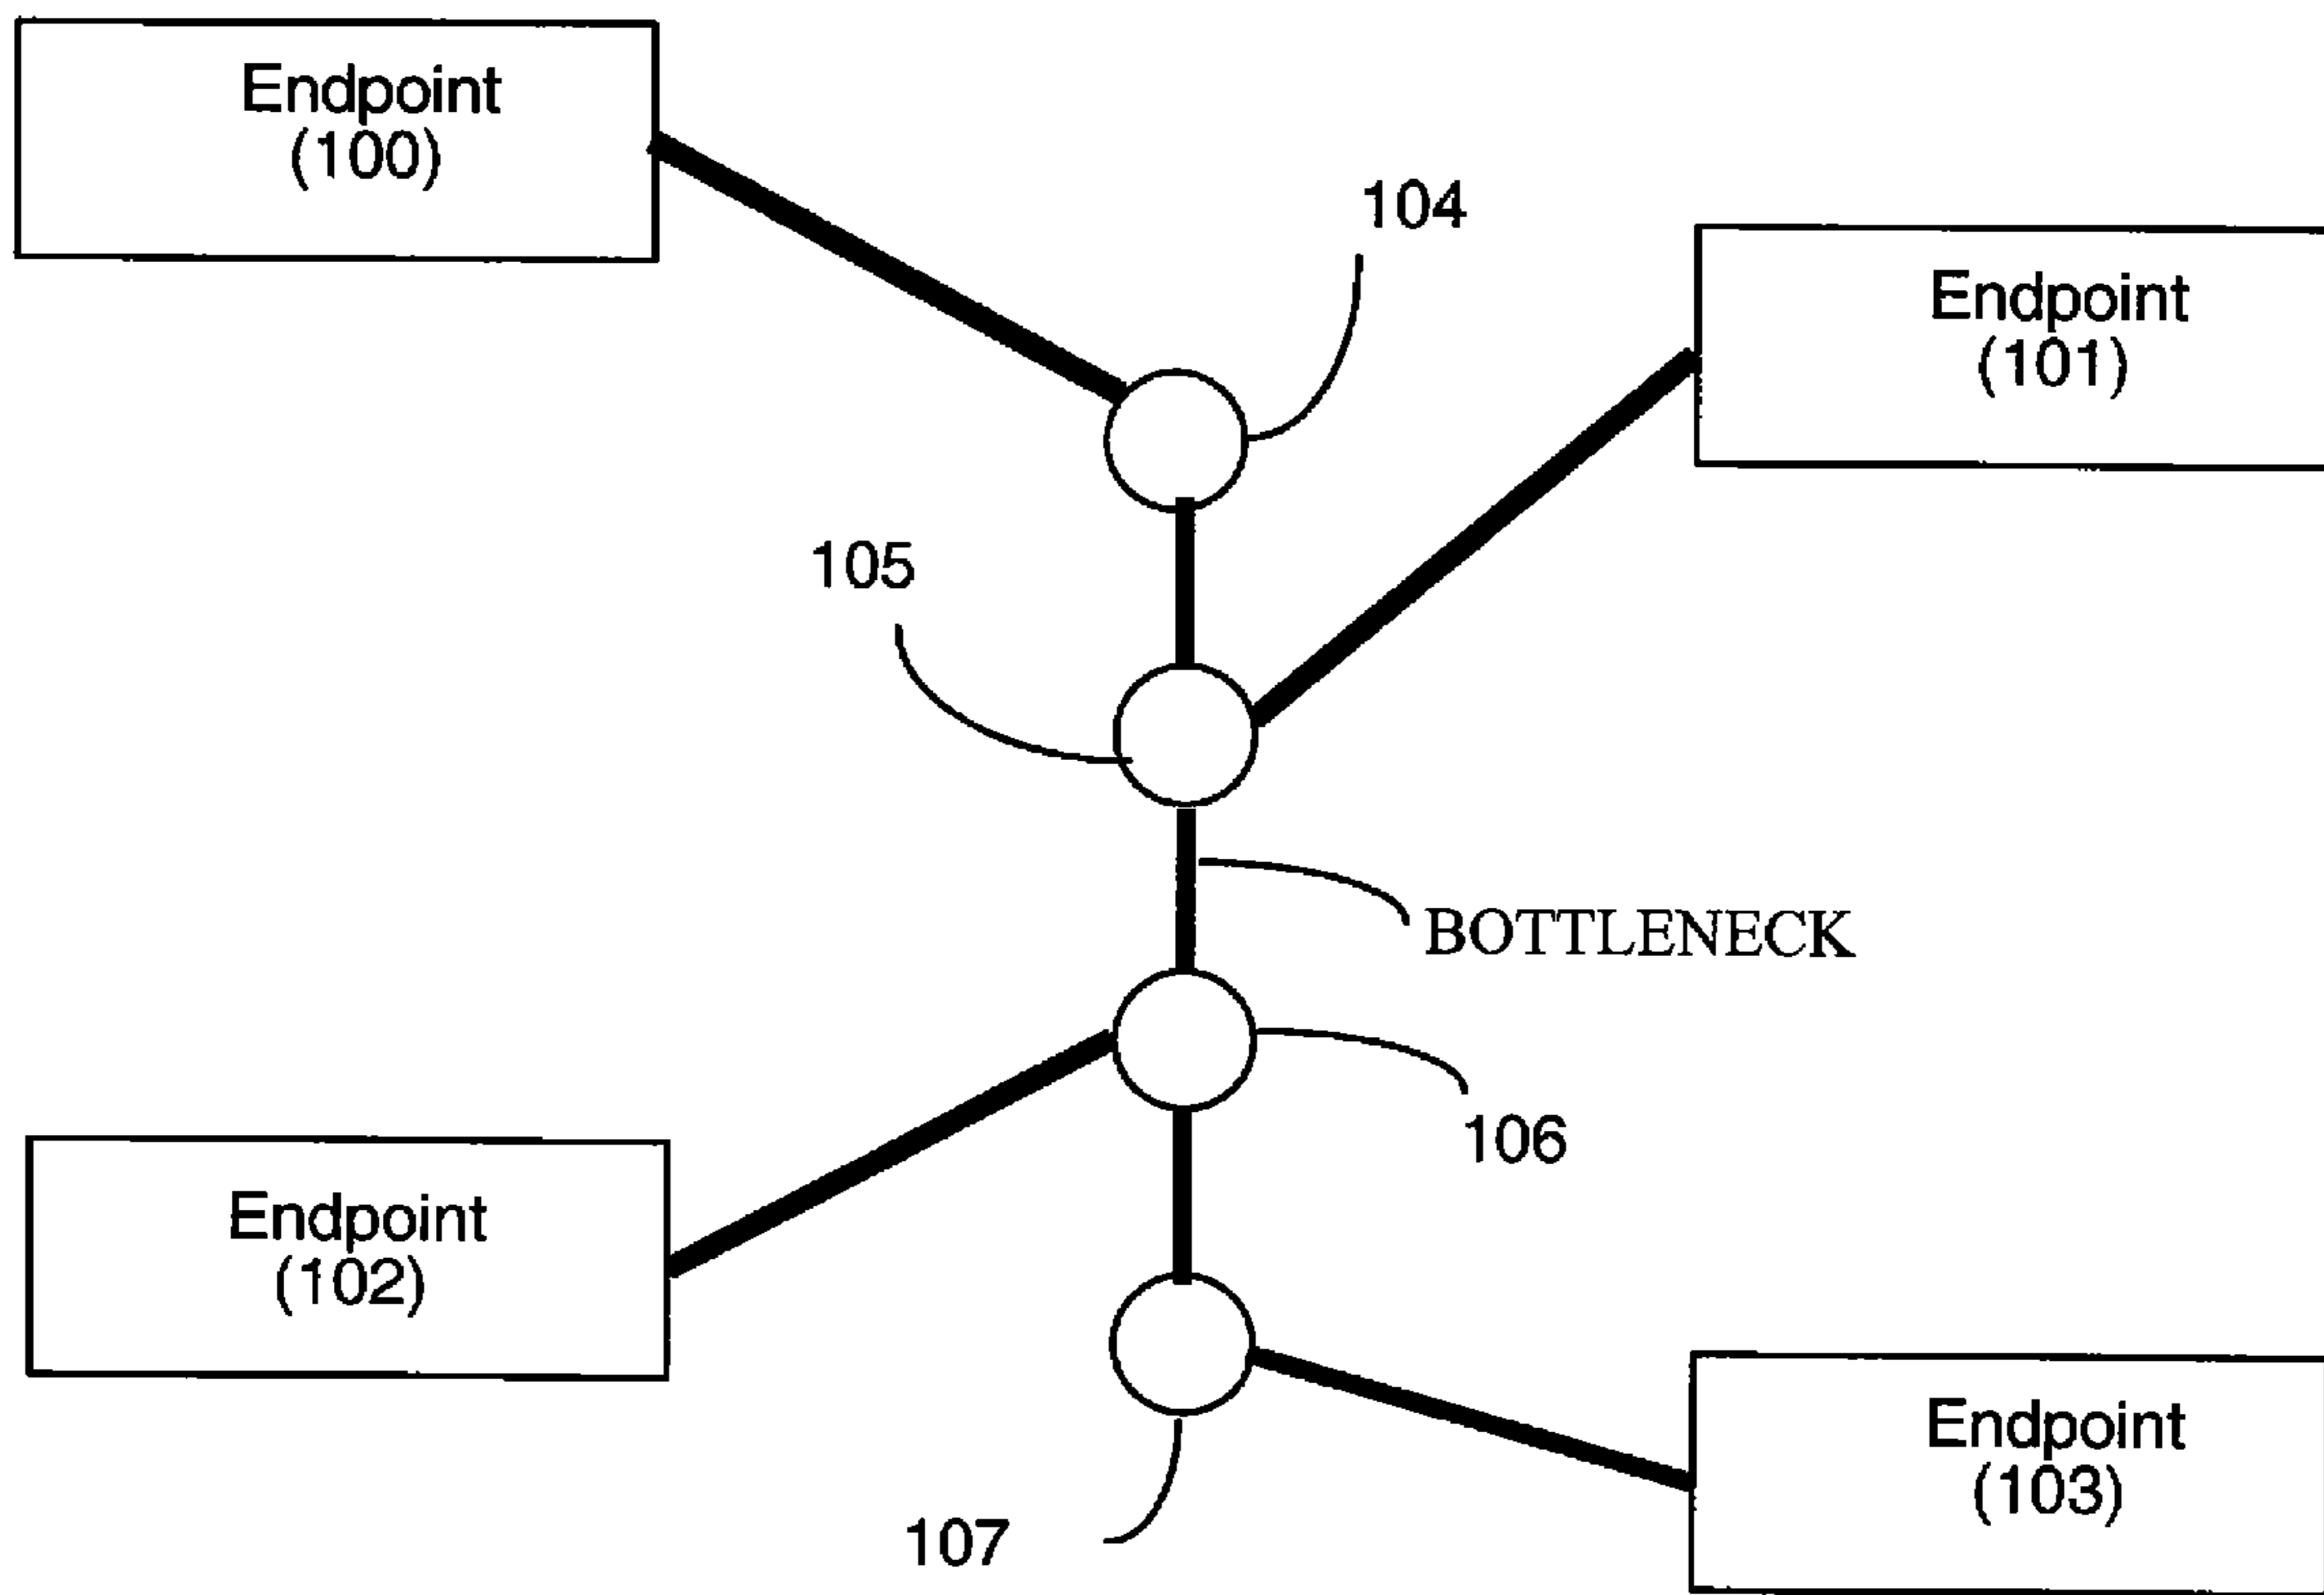 Endpoint
(100)
104
Endpoint
(101)
105
BOTTLENECK
106
Endpoint
(102)
Endpoint
(103)
107